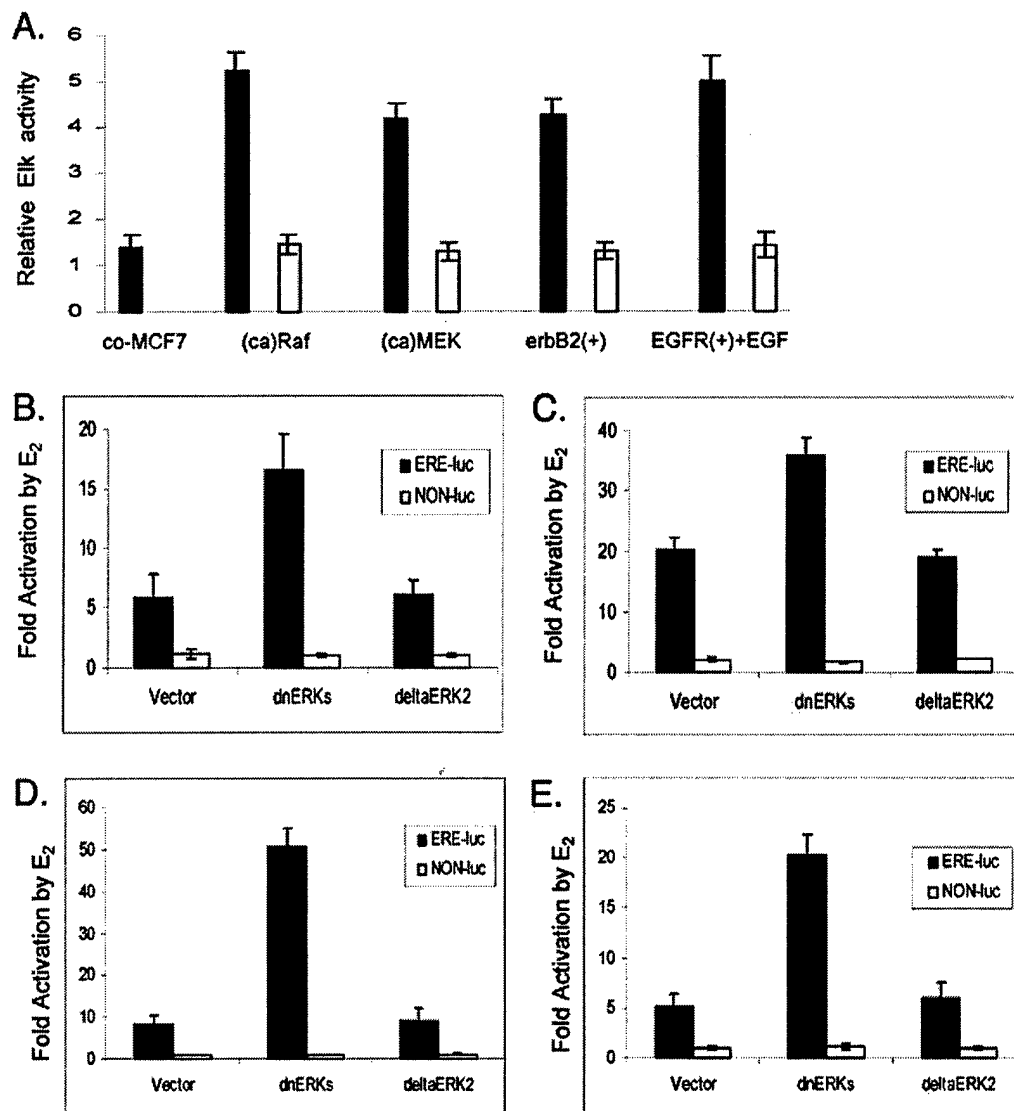 A.
Relative Elk activity
6
5
4
3
2
1
0
co-MCF7 (ca)Raf (ca)MEK erbB2(+) EGFR(+)+EGF
B.
Fold Activation by E2
20
15
10
5
0
ERE-luc
NON-luc
Vector dnERKs deltaERK2
C.
Fold Activation by E2
40
30
20
10
0
ERE-luc
NON-luc
Vector dnERKs deltaERK2
D.
Fold Activation by E2
60
50
40
30
20
10
0
ERE-luc
NON-luc
Vector dnERKs deltaERK2
E.
Fold Activation by E2
25
20
15
10
5
0
ERE-luc
NON-luc
Vector dnERKs deltaERK2